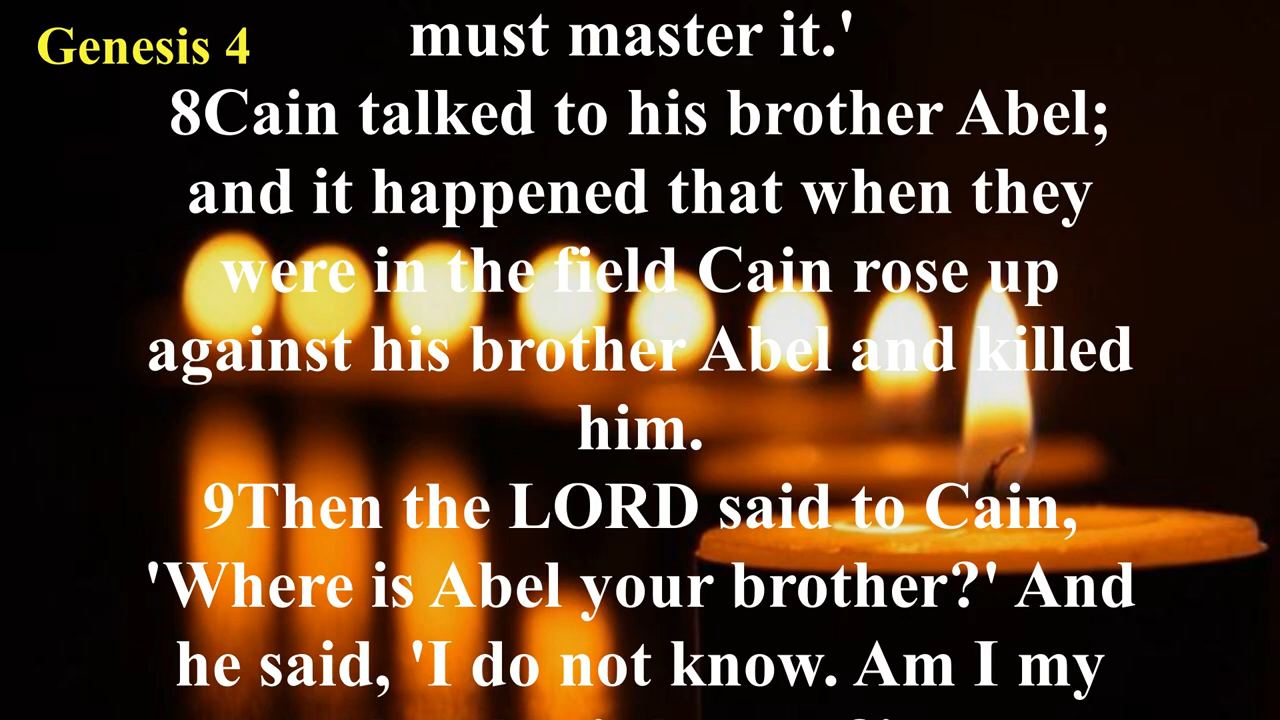 Genesis 4
must master it.'
8Cain talked to his brother Abel;
and it happened that when they
were in the field Cain rose up
against his brother Abel and killed
him.
9Then the LORD said to Cain,
'Where is Abel your brother?' And
he said, 'I do not know. Am I my